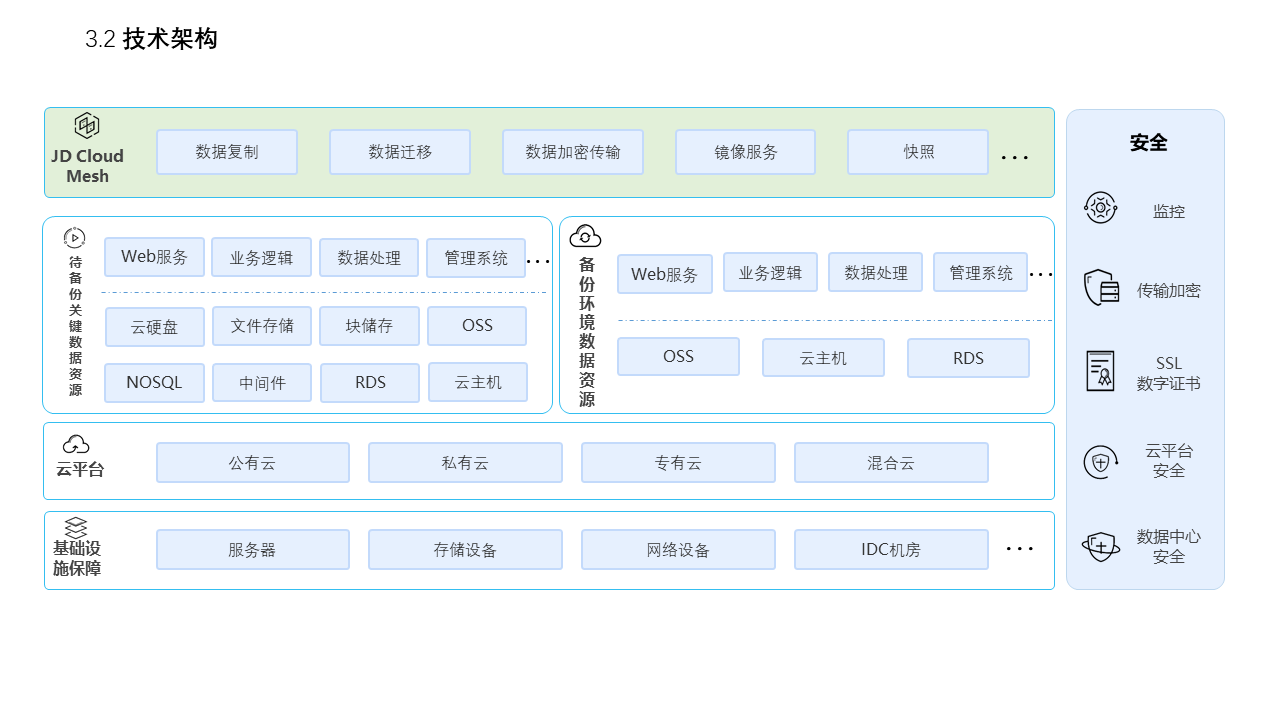 3.2 技术架构
JD Cloud
Mesh
数据复制
数据迁移
数据加密传输
镜像服务
快照
...
待备份关键数据资源
Web服务
业务逻辑
数据处理
管理系统
...
云硬盘
文件存储
块储存
OSS
NOSQL
中间件
RDS
云主机
备份环境数据资源
Web服务
业务逻辑
数据处理
管理系统
...
OSS
云主机
RDS
云平台
公有云
私有云
专有云
混合云
基础设
施保障
服务器
存储设备
网络设备
IDC机房
...
安全
监控
传输加密
SSL
数字证书
云平台
安全
数据中心
安全